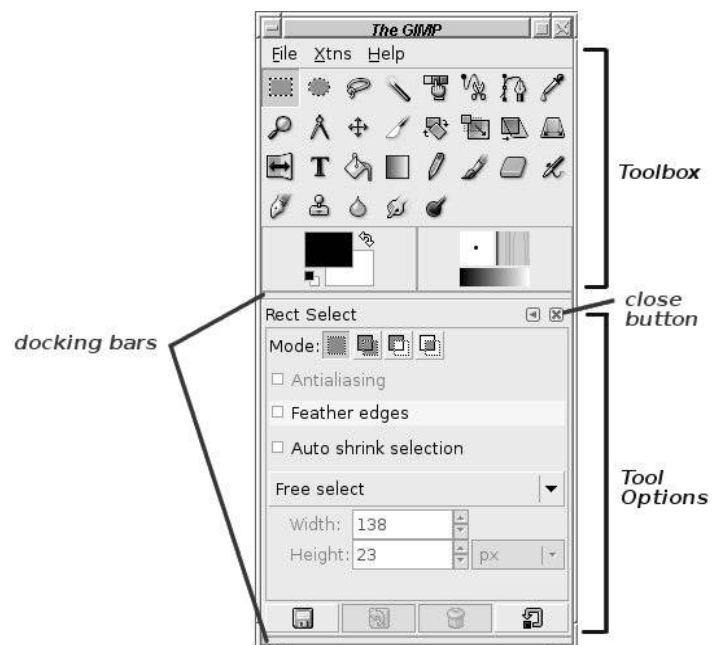 The GIMP
File Xtns Help
Toolbox
close
button
Rect Select
docking bars
Mode:
Antialiasing
Feather edges
Auto shrink selection
Free select
Tool
Options
Width: 138
Height: 23 px